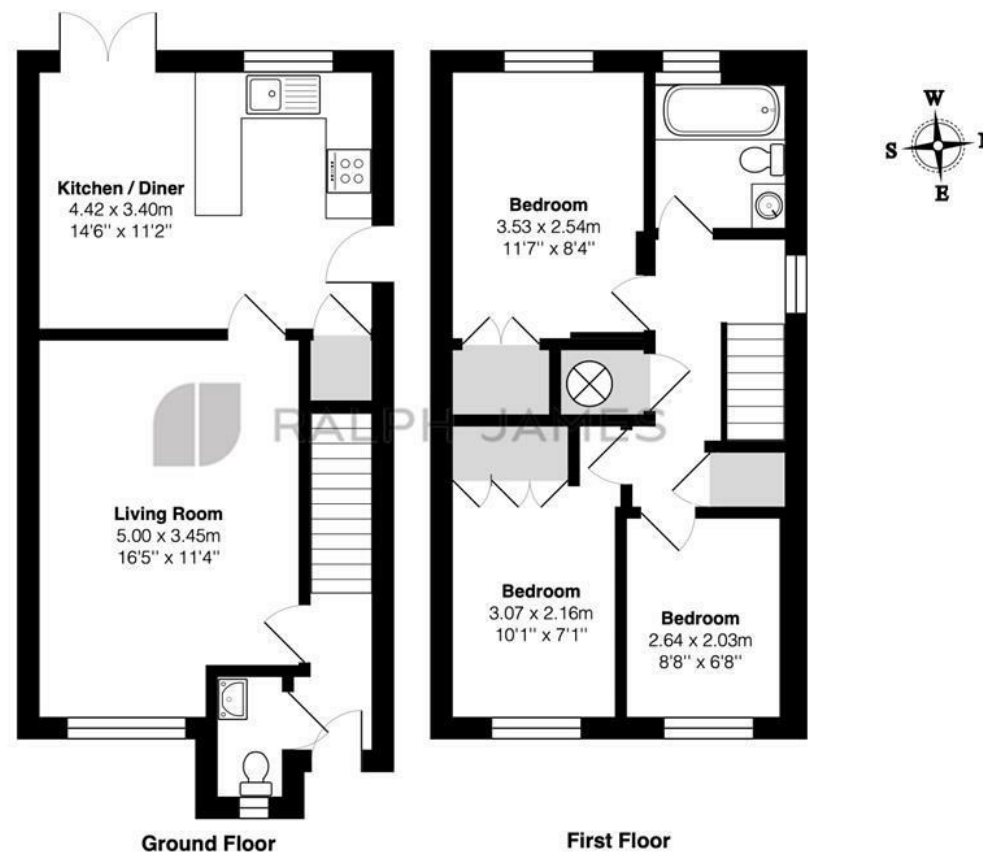 Kitchen / Diner
4.42 x 3.40m
14'6" x 11'2"
Living Room
5.00 x 3.45m
16'5" x 11'4"
Ground Floor
Bedroom
3.53 x 2.54m
11'7" x 8'4"
Bedroom
3.07 x 2.16m
10'1" x 7'1"
Bedroom
2.64 x 2.03m
8'8" x 6'8"
First Floor
RALPH JAMES
W
S
E